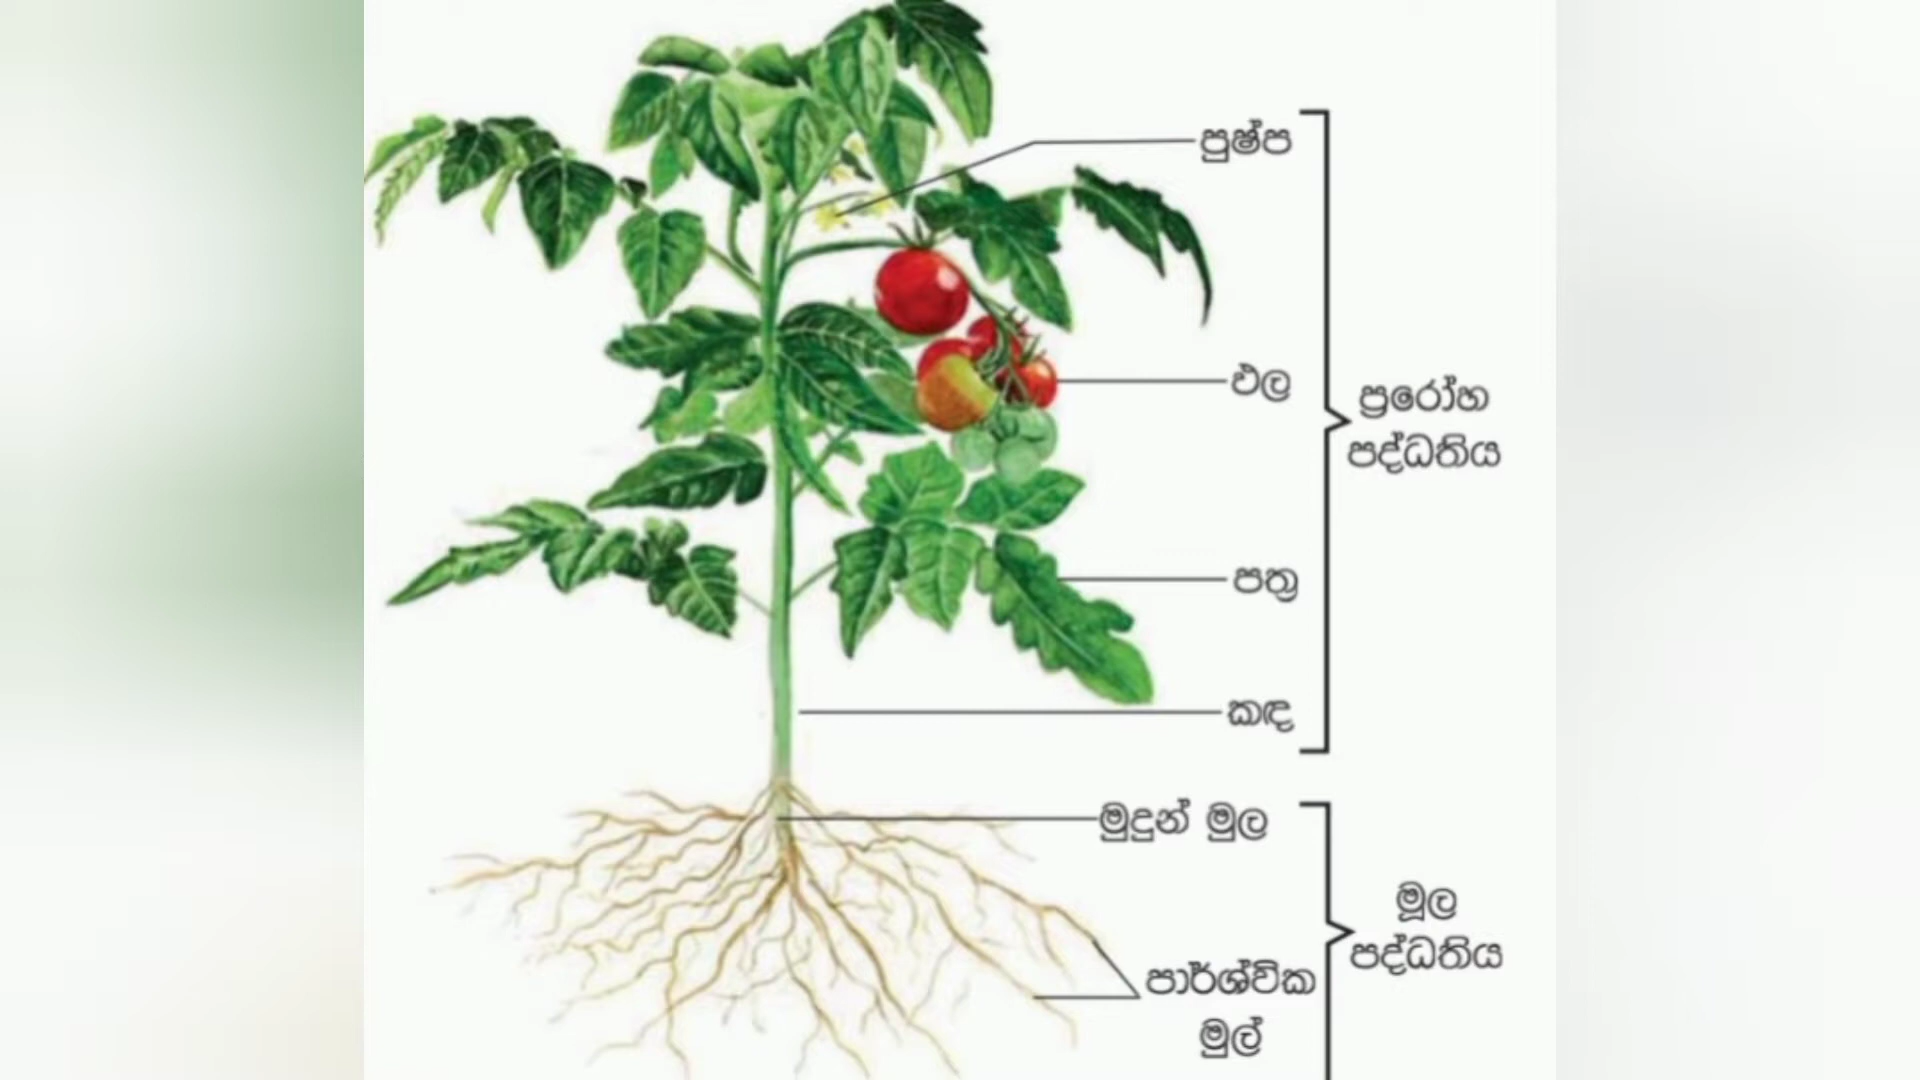 පුෂ්ප
ඵල
ප්‍රරෝහ
පද්ධතිය
පත්‍ර
කඳ
මුදුන් මුල
මූල
පද්ධතිය
පාර්ශ්වික
මුල්